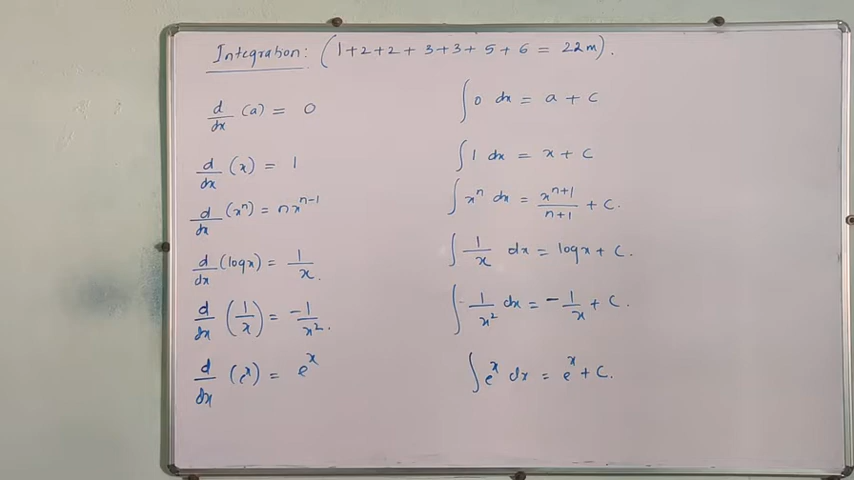 Integration: (1+2+2+3+3+5+6 = 22m).
d/dx (a) = 0
∫ 0 dx = a + c
d/dx (x) = 1
∫ 1 dx = x + c
d/dx (xⁿ) = nxⁿ⁻¹
∫ xⁿ dx = xⁿ⁺¹/n+1 + c.
d/dx (logx) = 1/x.
∫ 1/x dx = logx + c.
d/dx (1/x) = -1/x².
∫ 1/x² dx = -1/x + c.
d/dx (eˣ) = eˣ
∫ eˣ dx = eˣ + c.